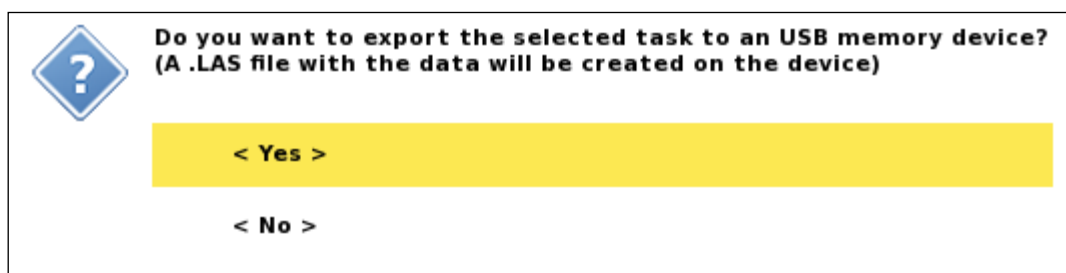 Do you want to export the selected task to an USB memory device?
(A .LAS file with the data will be created on the device)
?
< Yes >
< No >